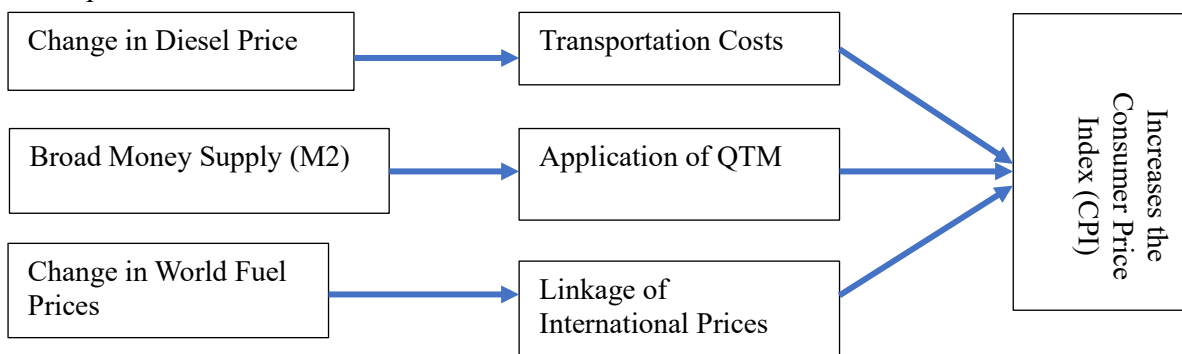 Change in Diesel Price
Transportation Costs
Broad Money Supply (M2)
Application of QTM
Change in World Fuel
Prices
Linkage of
International Prices
Increases the
Consumer Price
Index (CPI)